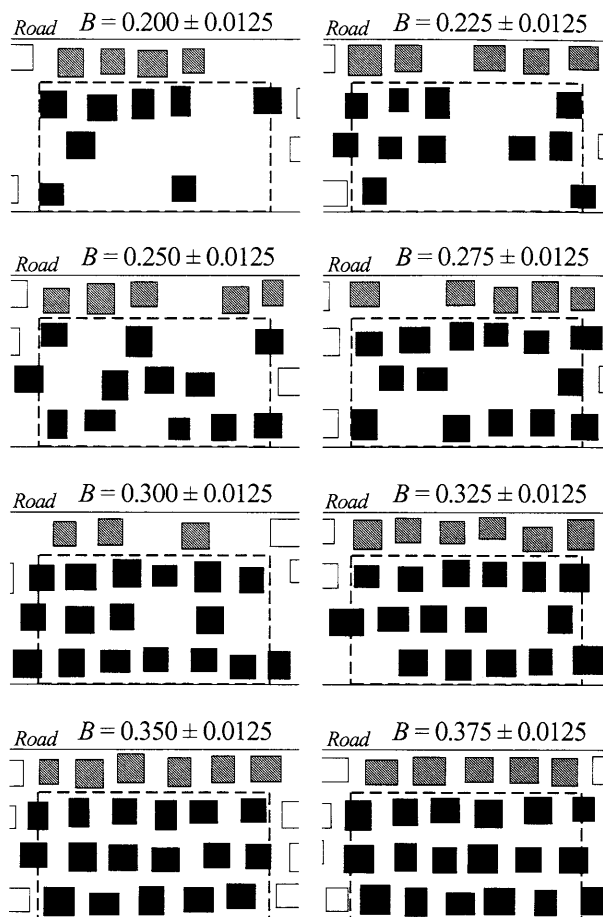 Road B = 0.200 ± 0.0125
Road B = 0.225 ± 0.0125
Road B = 0.250 ± 0.0125
Road B = 0.275 ± 0.0125
Road B = 0.300 ± 0.0125
Road B = 0.325 ± 0.0125
Road B = 0.350 ± 0.0125
Road B = 0.375 ± 0.0125